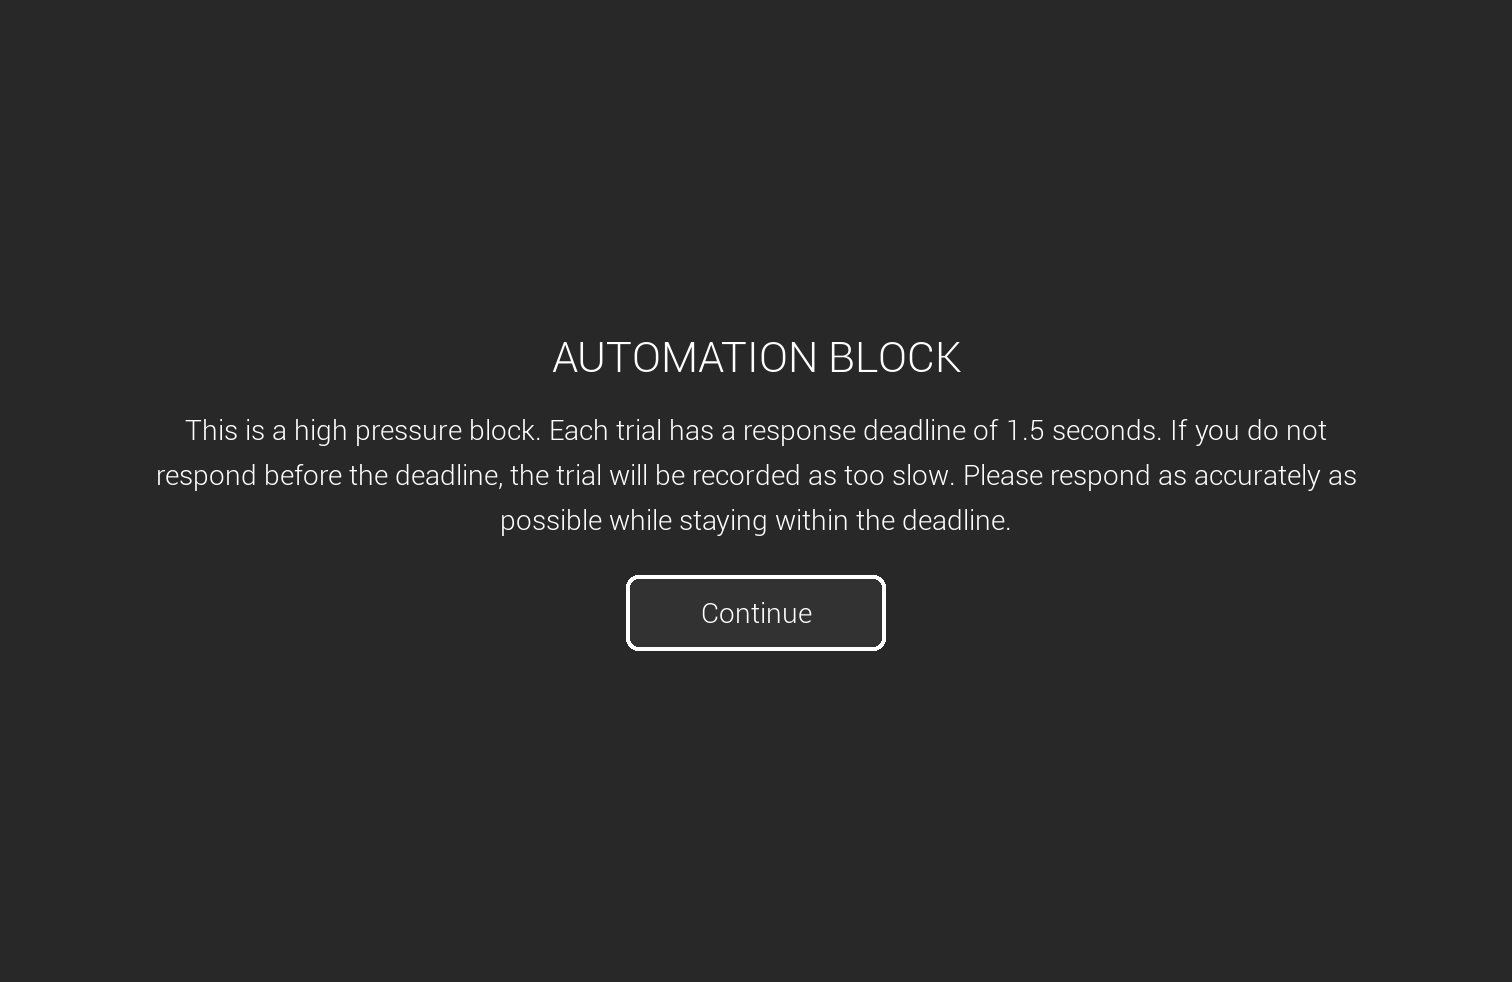 AUTOMATION BLOCK
This is a high pressure block. Each trial has a response deadline of 1.5 seconds. If you do not
respond before the deadline, the trial will be recorded as too slow. Please respond as accurately as
possible while staying within the deadline.
Continue